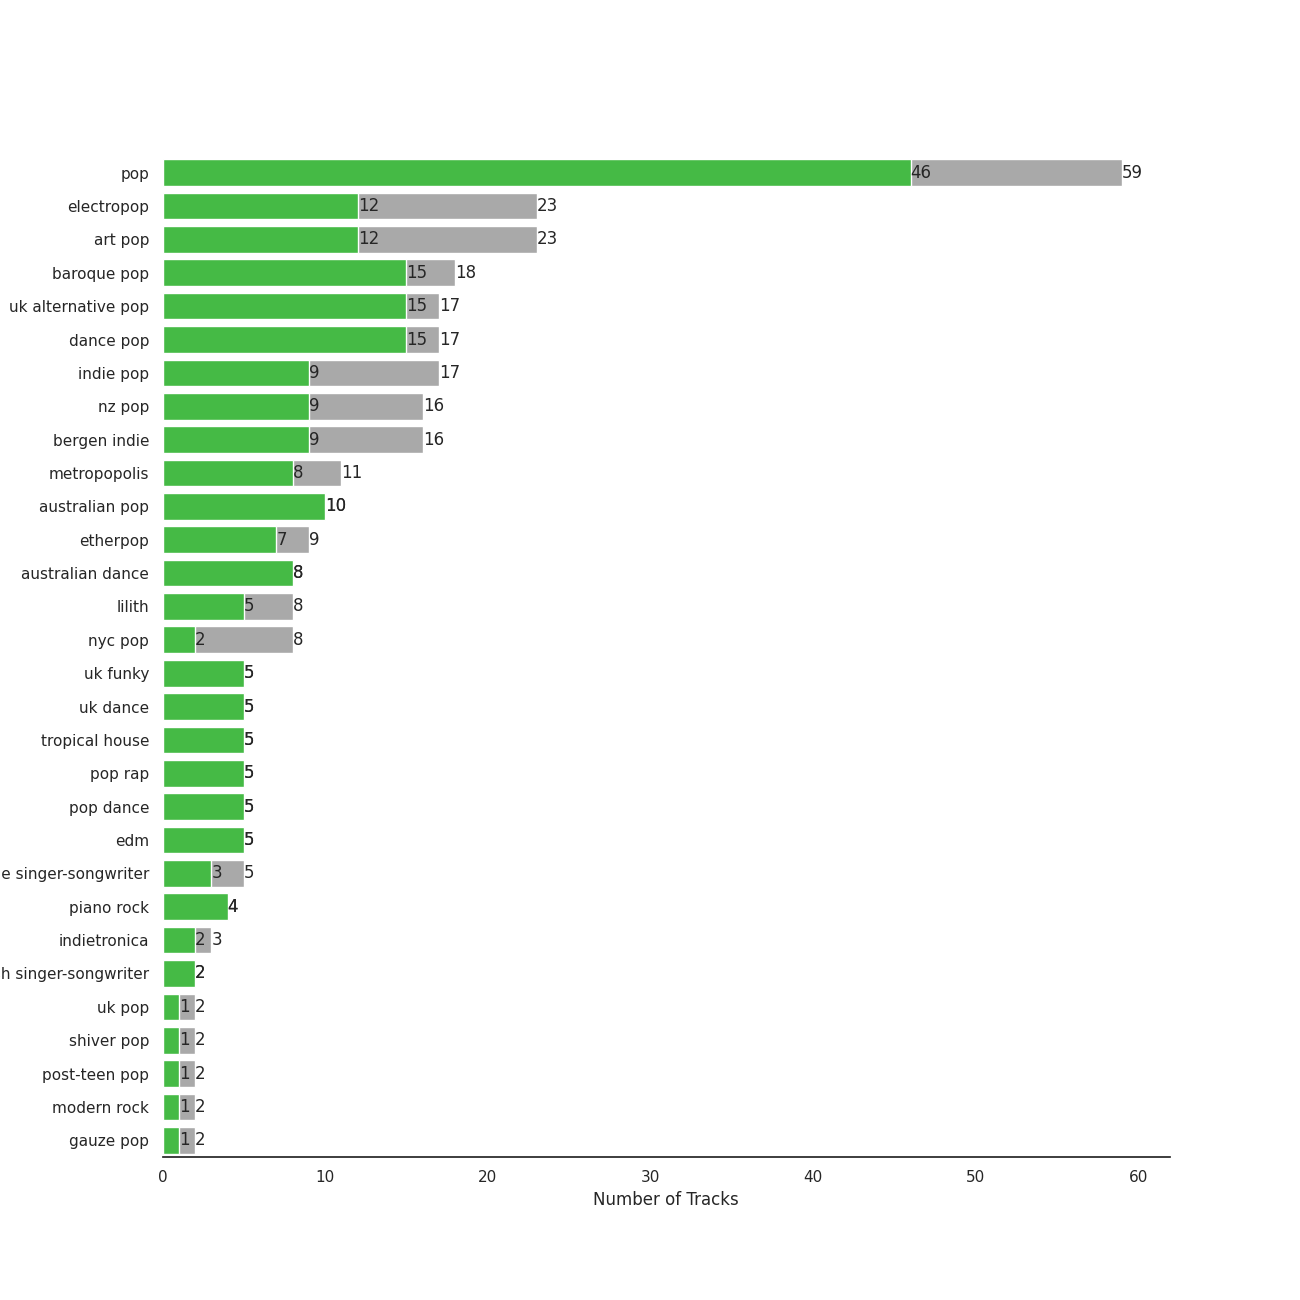 pop 46 59
electropop 12 23
art pop 12 23
baroque pop 15 18
uk alternative pop 15 17
dance pop 15 17
indie pop 9 17
nz pop 9 16
bergen indie 9 16
metropopolis 8 11
australian pop 10
etherpop 7 9
australian dance 8
lilith 5 8
nyc pop 2 8
uk funky 5
uk dance 5
tropical house 5
pop rap 5
pop dance 5
edm 5
e singer-songwriter 3 5
piano rock 4
indietronica 2 3
h singer-songwriter 2
uk pop 1 2
shiver pop 1 2
post-teen pop 1 2
modern rock 1 2
gauze pop 1 2
0 10 20 30 40 50 60
Number of Tracks